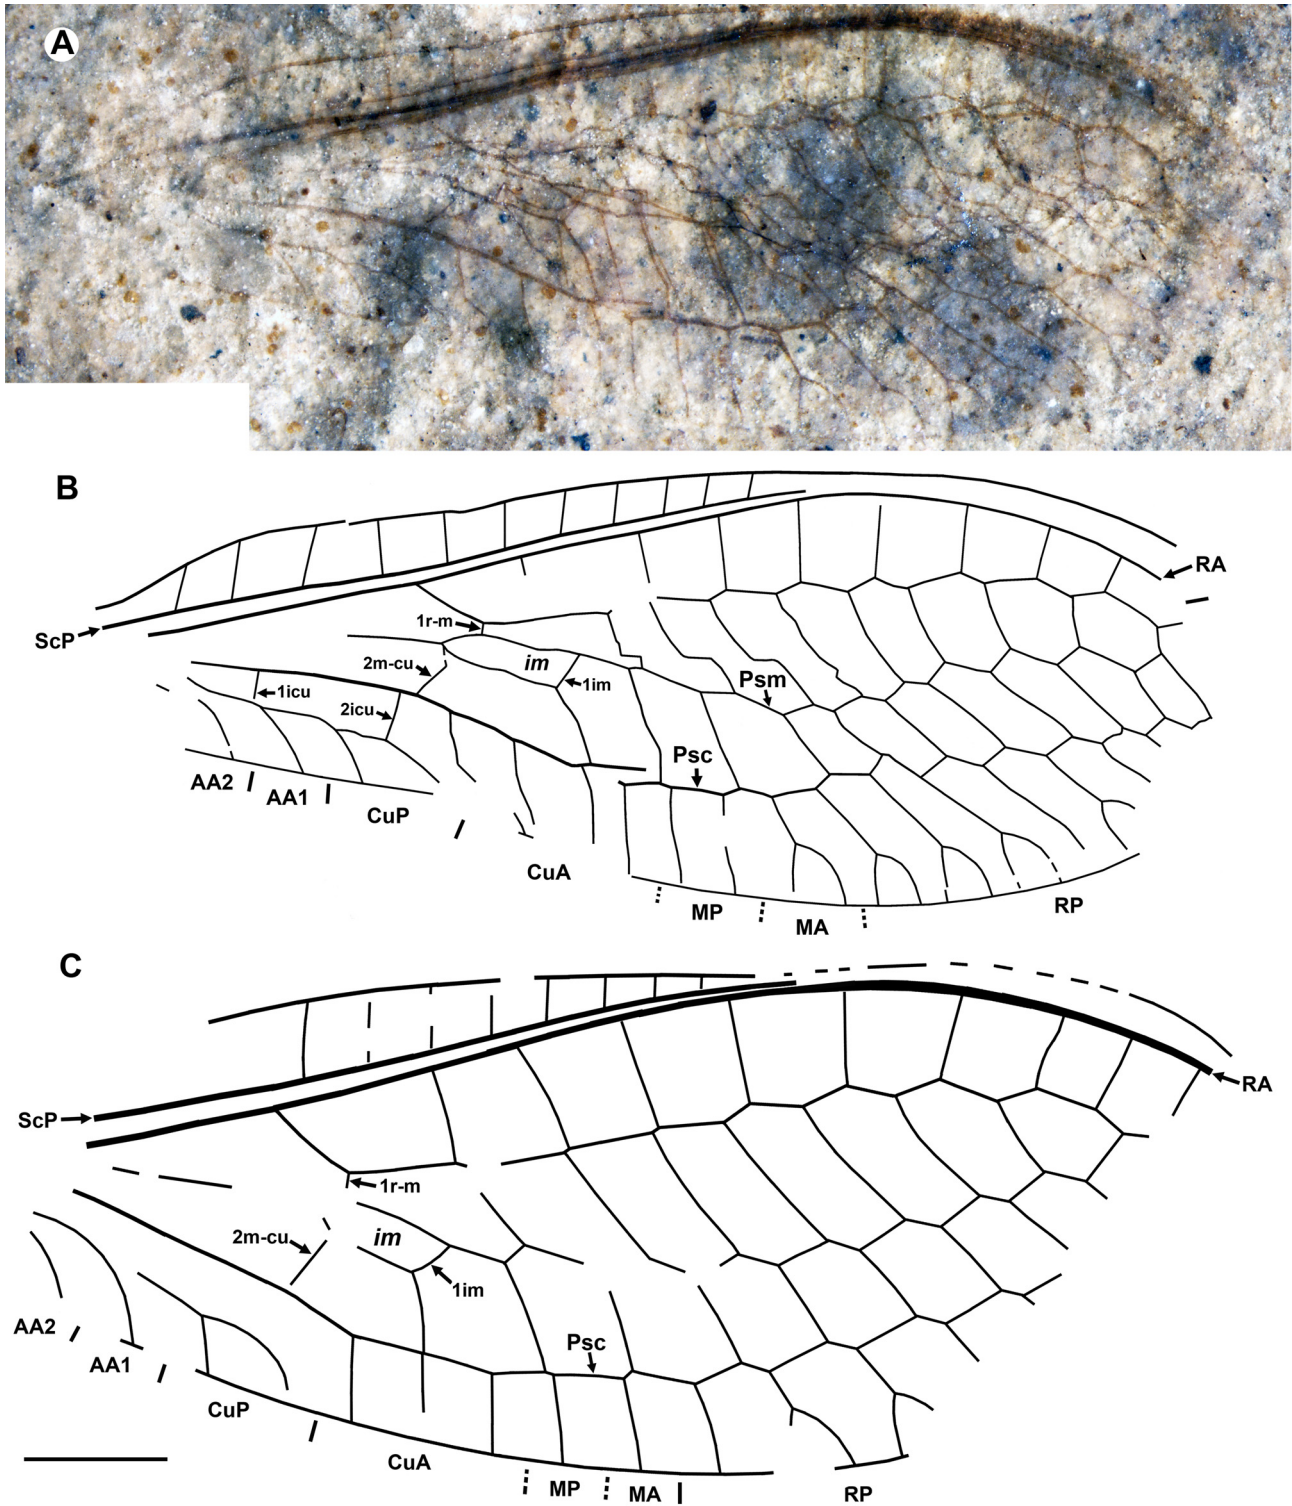 A
B
RA
ScP
1r-m
im
2m-cu
1im
Psm
1icu
2icu
Psc
AA2
AA1
CuP
CuA
MP
MA
RP
C
RA
ScP
1r-m
2m-cu
im
1im
Psc
AA2
AA1
CuP
CuA
MP
MA
RP